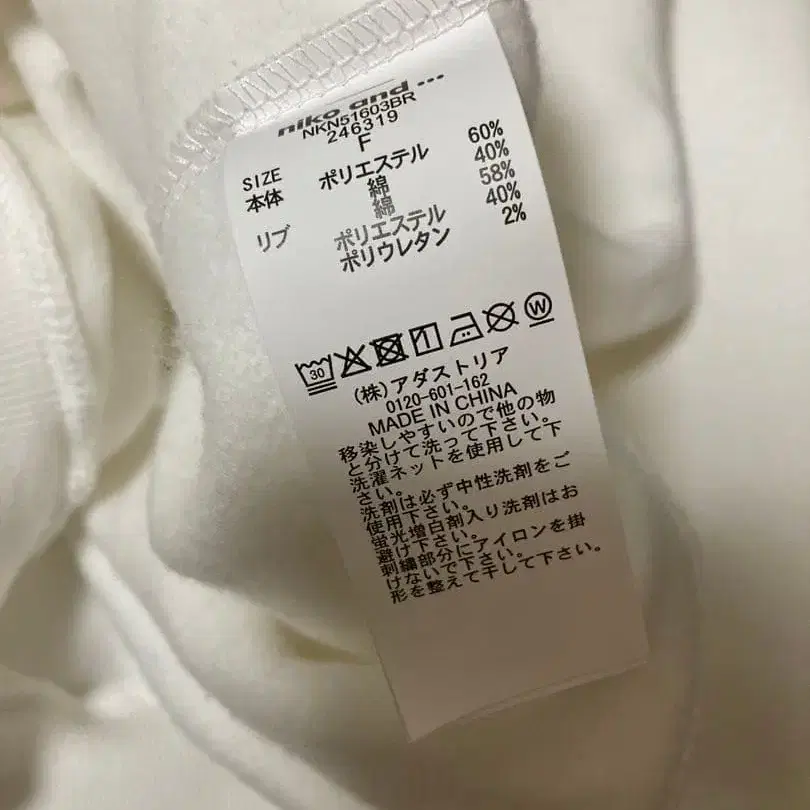 niko and ...
NKN51603BR
246319
SIZE F
本体 ポリエステル 60%
綿 40%
リブ 綿 58%
ポリエステル 40%
ポリウレタン 2%
30 W
(株)アダストリア
0120-601-162
MADE IN CHINA
移染しやすいので他の物
と分けて洗って下さい。
洗濯ネットを使用して下
さい。
洗剤は必ず中性洗剤をご
使用下さい。
蛍光増白剤入り洗剤はお
避け下さい。
刺繍部分にアイロンを掛
けないで下さい。
形を整えて干して下さい。